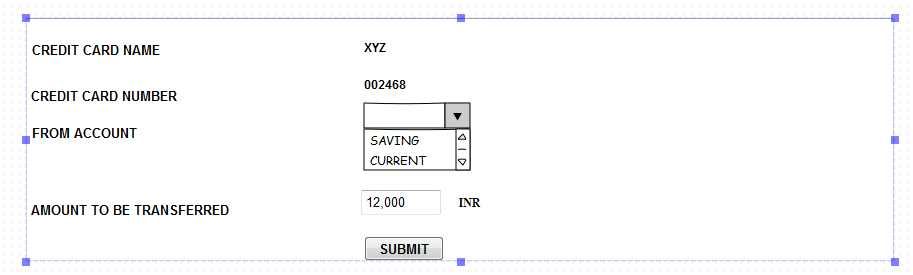 CREDIT CARD NAME XYZ
CREDIT CARD NUMBER 002468
FROM ACCOUNT
SAVING
CURRENT
AMOUNT TO BE TRANSFERRED 12,000 INR
SUBMIT